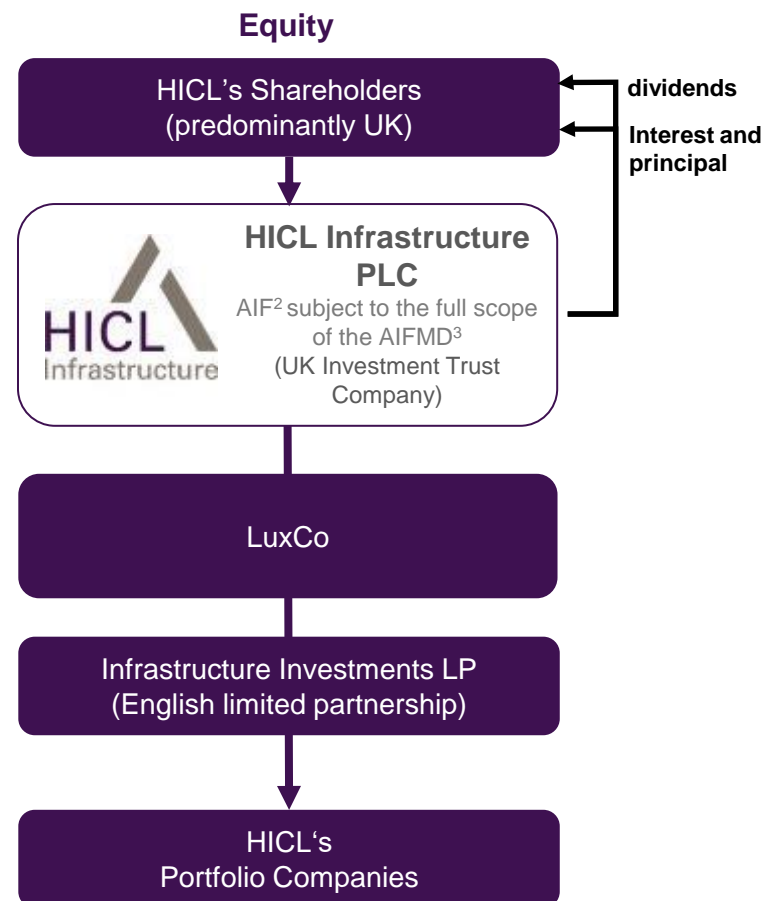 Equity
HICL's Shareholders
(predominantly UK)
dividends
Interest and
principal
HICL
Infrastructure
HICL Infrastructure
PLC
AIF² subject to the full scope
of the AIFMD³
(UK Investment Trust
Company)
LuxCo
Infrastructure Investments LP
(English limited partnership)
HICL‘s
Portfolio Companies